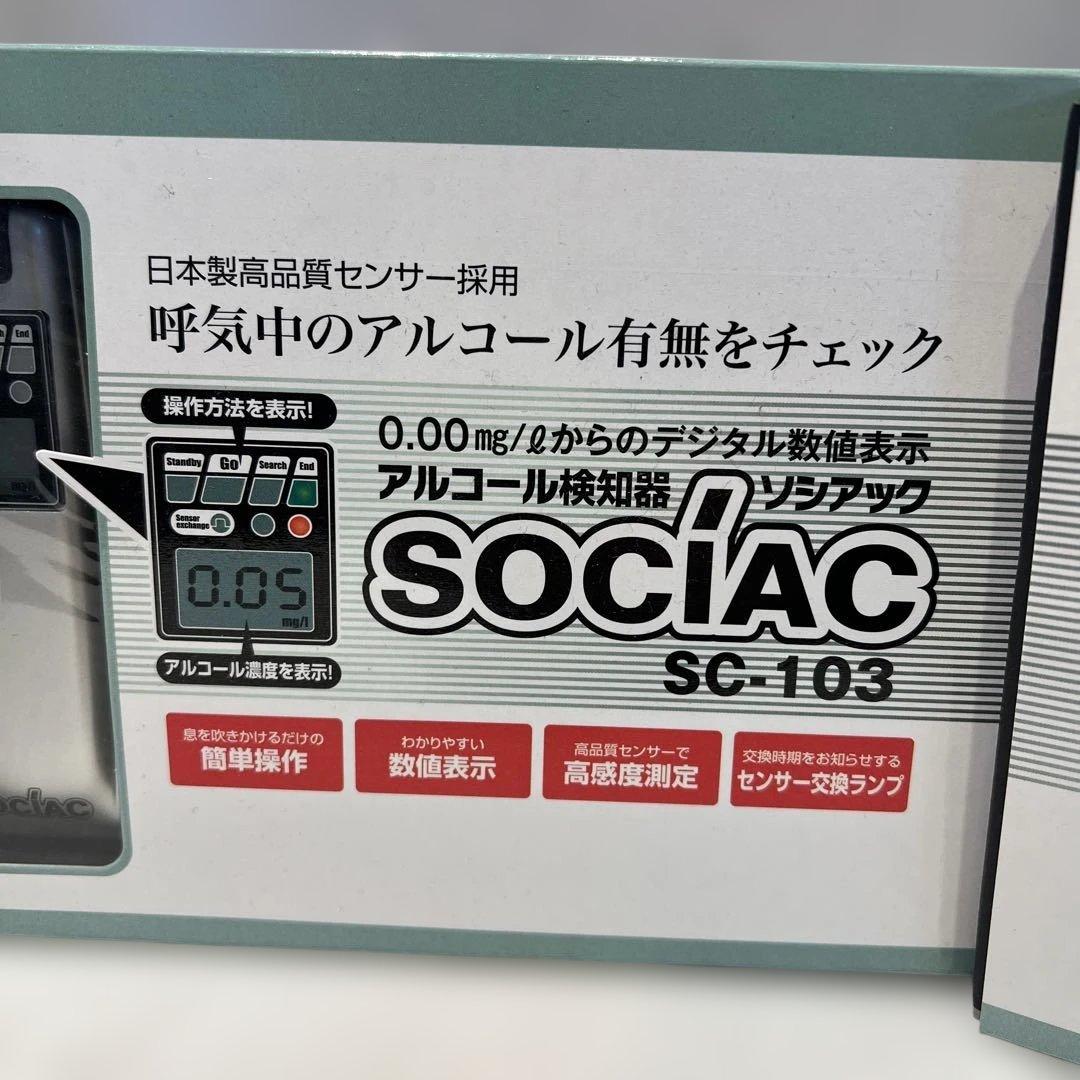 日本製高品質センサー採用
呼気中のアルコール有無をチェック
操作方法を表示!
Standby Go Search End
Sensor exchange
0.05
mg/l
アルコール濃度を表示!
0.00mg/ℓからのデジタル数値表示
アルコール検知器 ソシアック
SOCIAC
SC-103
息を吹きかけるだけの
簡単操作
わかりやすい
数値表示
高品質センサーで
高感度測定
交換時期をお知らせする
センサー交換ランプ
End
mg/l